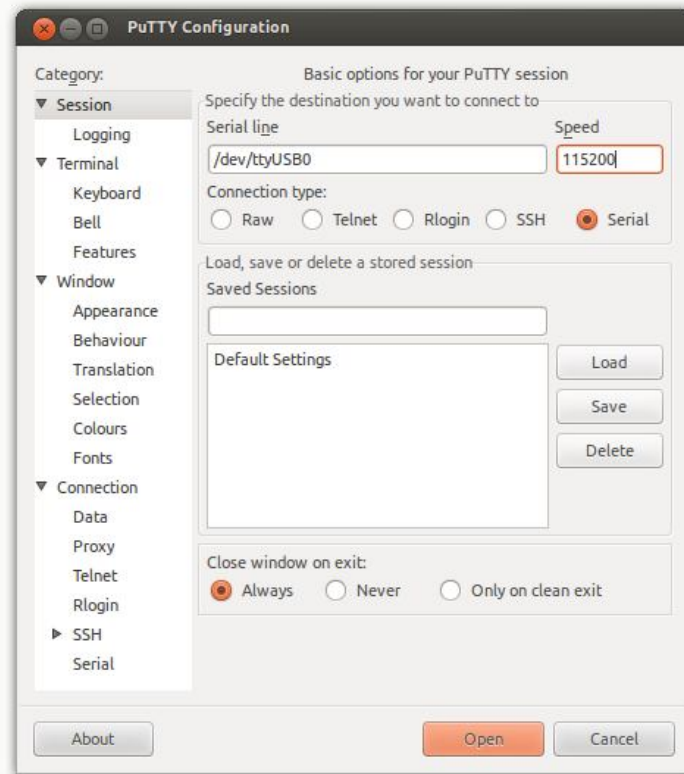 PuTTY Configuration
Category:
Session
Logging
Terminal
Keyboard
Bell
Features
Window
Appearance
Behaviour
Translation
Selection
Colours
Fonts
Connection
Data
Proxy
Telnet
Rlogin
SSH
Serial
Basic options for your PuTTY session
Specify the destination you want to connect to
Serial line Speed
/dev/ttyUSB0 115200
Connection type:
Raw Telnet Rlogin SSH Serial
Load, save or delete a stored session
Saved Sessions
Default Settings
Load
Save
Delete
Close window on exit:
Always Never Only on clean exit
About Open Cancel